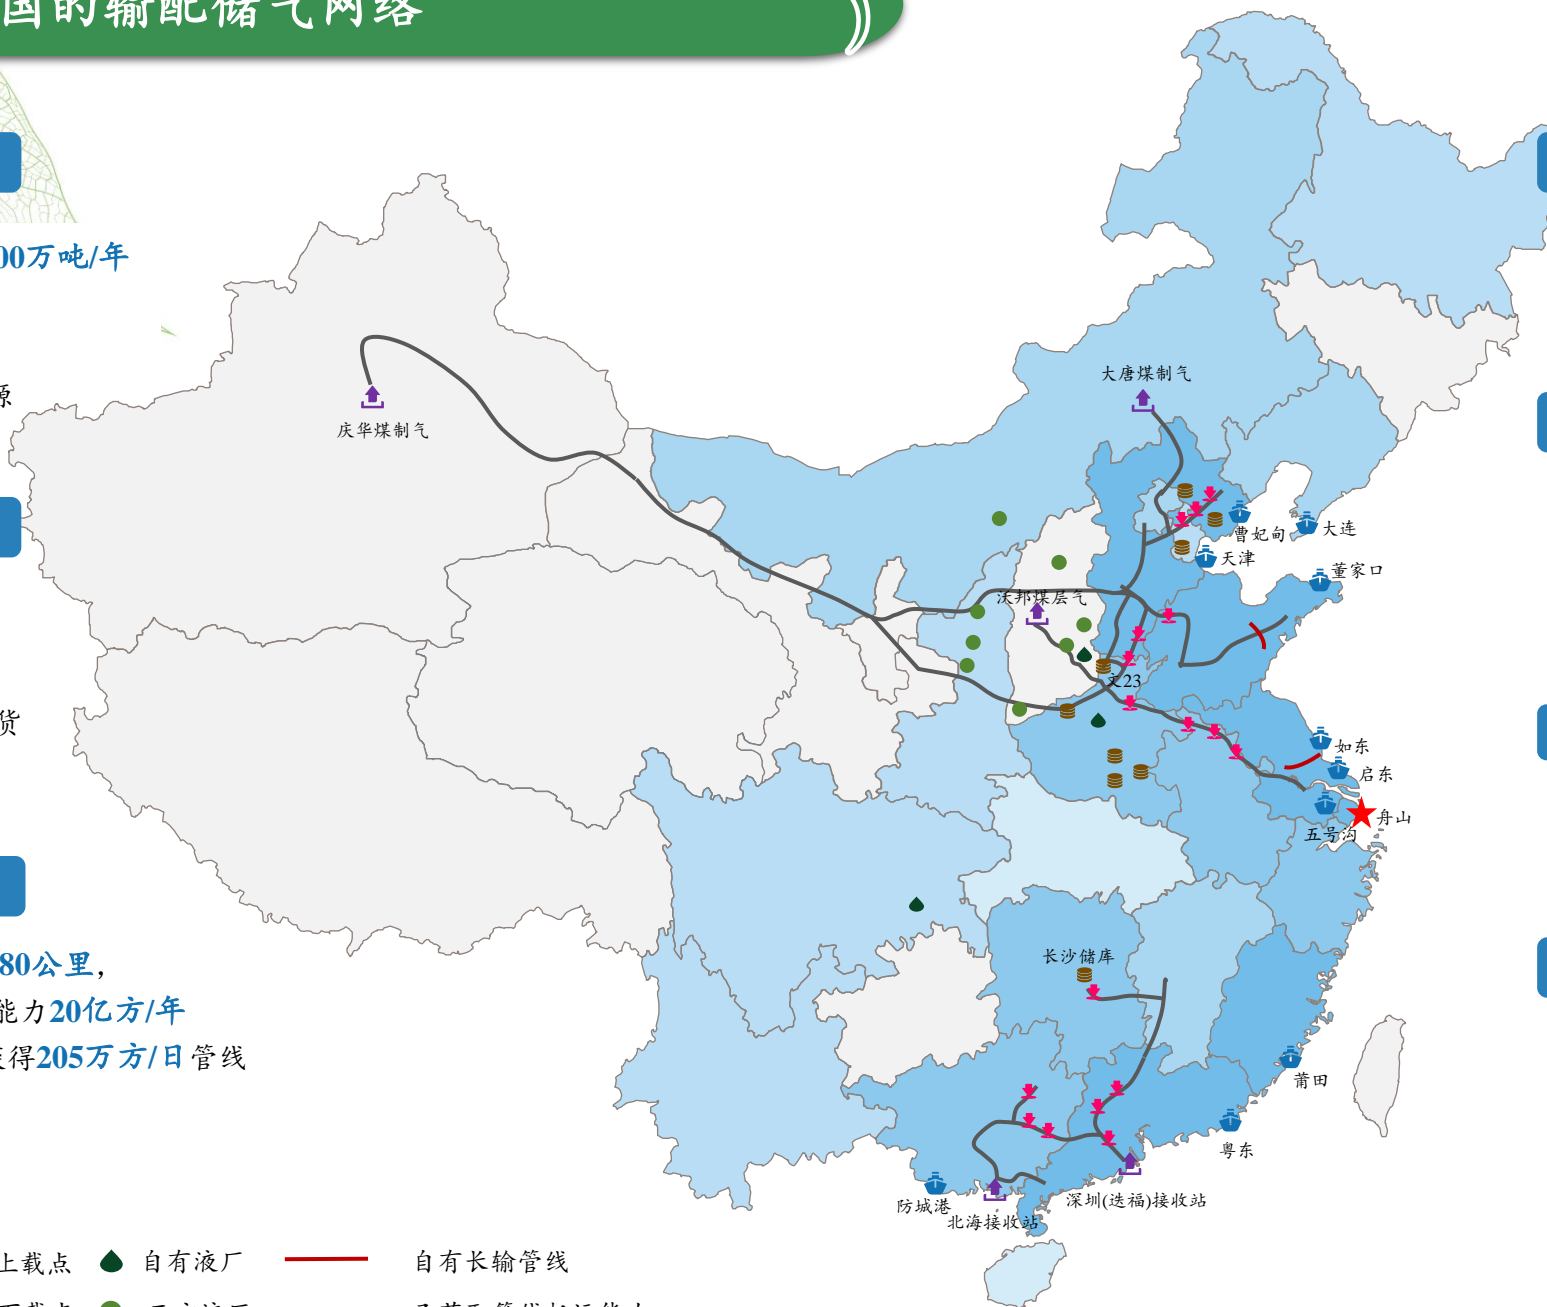 国的输配储气网络
00万吨/年
源
货
80公里，
能力20亿方/年
获得205万方/日管线
大唐煤制气
庆华煤制气
曹妃甸
大连
天津
董家口
沃邦煤层气
文23
如东
启东
舟山
五号沟
长沙储库
莆田
粤东
深圳(迭福)接收站
防城港
北海接收站
上载点 自有液厂 自有长输管线